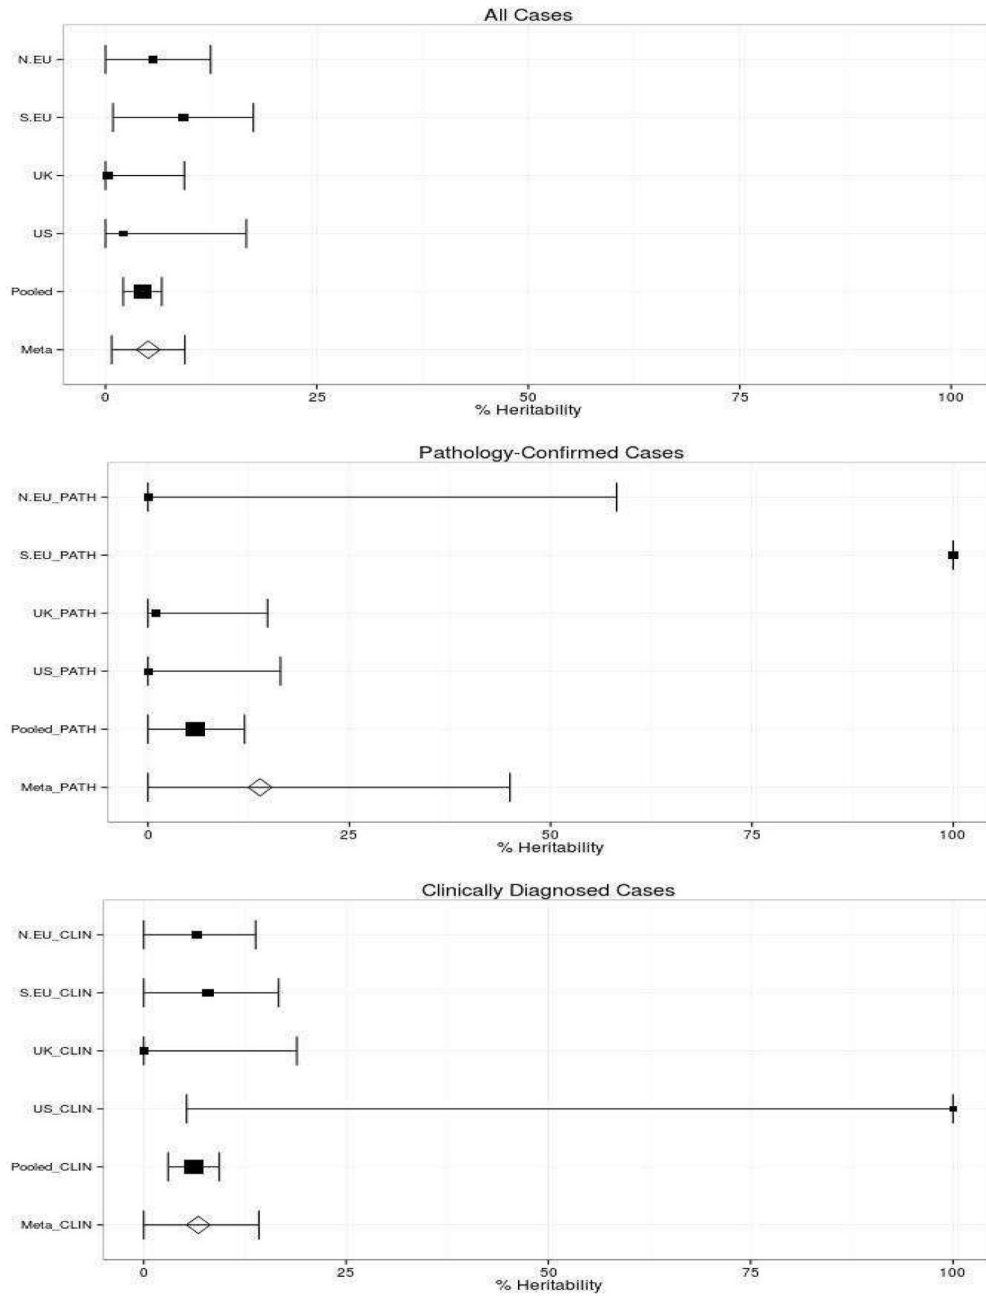 All Cases
N.EU
S.EU
UK
US
Pooled
Meta
0 25 50 75 100
% Heritability
Pathology-Confirmed Cases
N.EU_PATH
S.EU_PATH
UK_PATH
US_PATH
Pooled_PATH
Meta_PATH
0 25 50 75 100
% Heritability
Clinically Diagnosed Cases
N.EU_CLIN
S.EU_CLIN
UK_CLIN
US_CLIN
Pooled_CLIN
Meta_CLIN
0 25 50 75 100
% Heritability